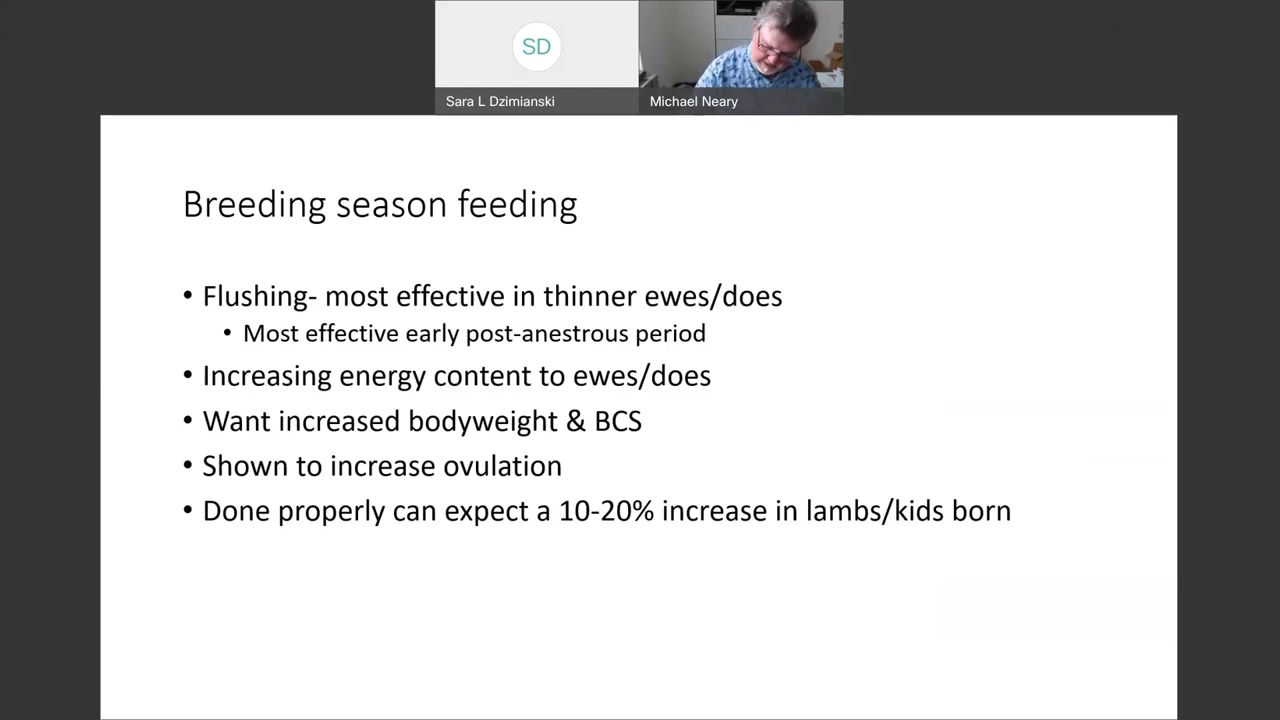 SD
Sara L Dzimianski
Michael Neary
Breeding season feeding
• Flushing- most effective in thinner ewes/does
• Most effective early post-anestrous period
• Increasing energy content to ewes/does
• Want increased bodyweight & BCS
• Shown to increase ovulation
• Done properly can expect a 10-20% increase in lambs/kids born